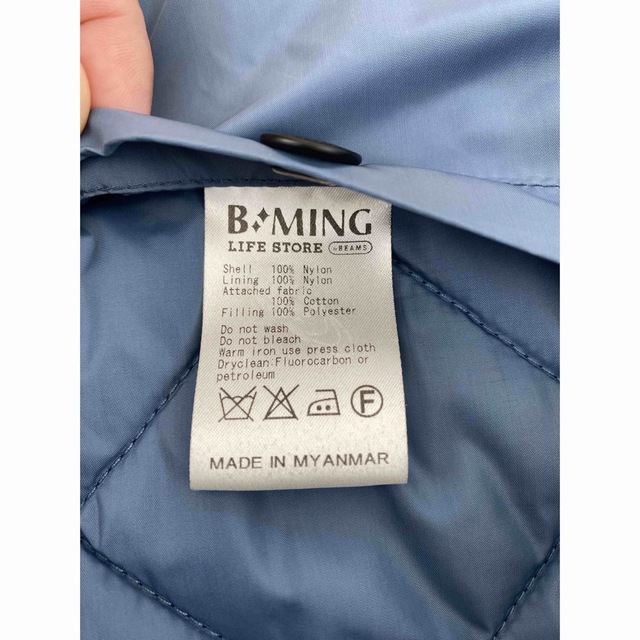 B MING
LIFE STORE by BEAMS
Shell 100% Nylon
Lining 100% Nylon
Attached fabric
100% Cotton
Filling 100% Polyester
Do not wash
Do not bleach
Warm iron use press cloth
Dryclean:Fluorocarbon or
petroleum
F
MADE IN MYANMAR